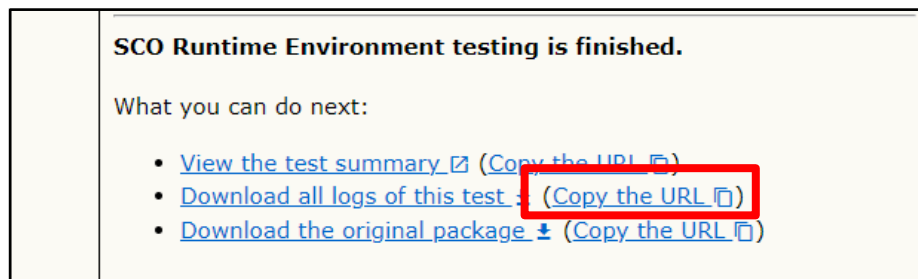 SCO Runtime Environment testing is finished.
What you can do next:
• View the test summary (Copy the URL)
• Download all logs of this test (Copy the URL)
• Download the original package (Copy the URL)